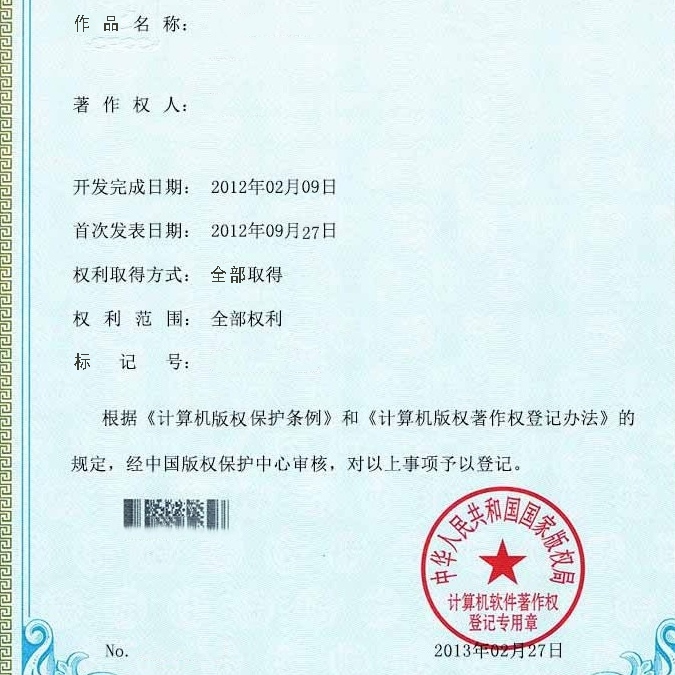 作品名称：
著作权人：
开发完成日期： 2012年02月09日
首次发表日期： 2012年09月27日
权利取得方式： 全部取得
权利范围： 全部权利
标记号：
根据《计算机版权保护条例》和《计算机版权著作权登记办法》的
规定，经中国版权保护中心审核，对以上事项予以登记。
中华人民共和国国家版权局
计算机软件著作权
登记专用章
No.
2013年02月27日